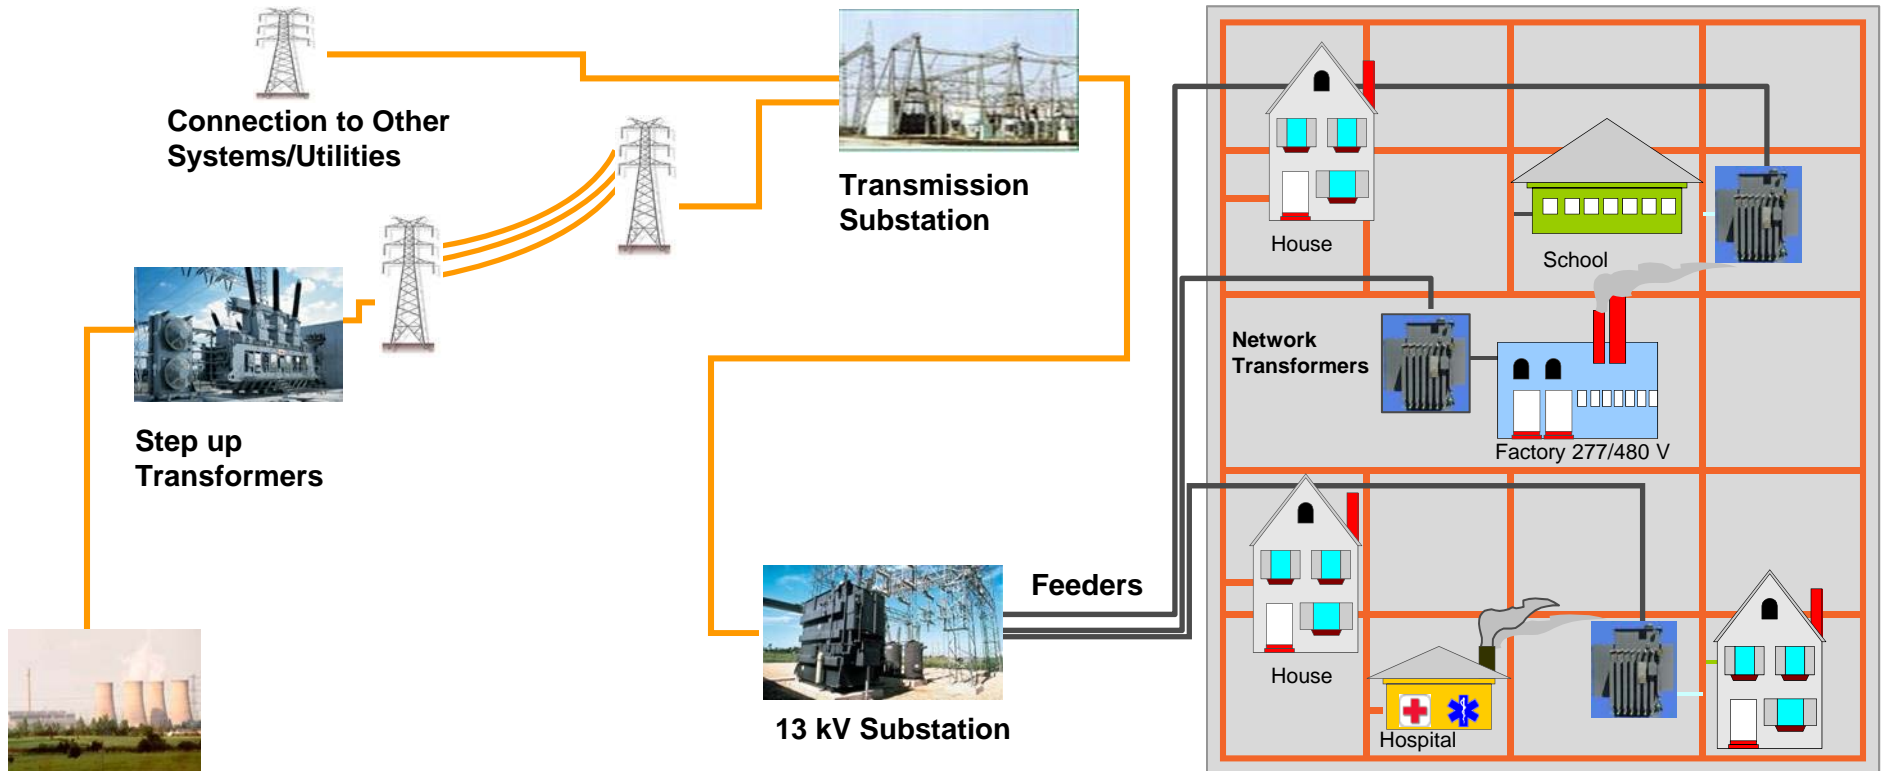 Connection to Other
Systems/Utilities
Transmission
Substation
Step up
Transformers
13 kV Substation
Feeders
House
School
Network
Transformers
Factory 277/480 V
House
Hospital